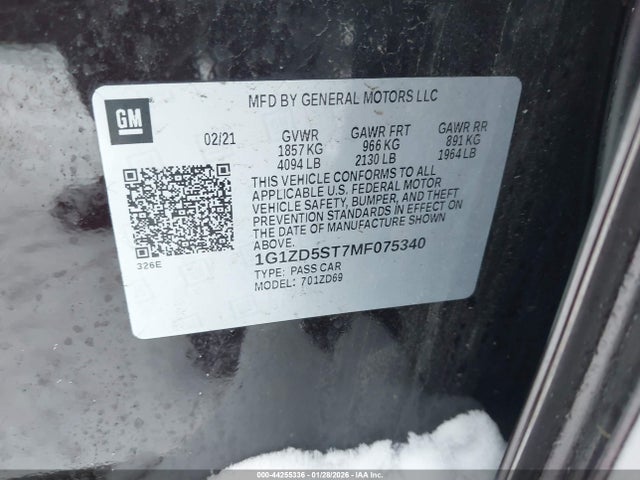 MFD BY GENERAL MOTORS LLC
GM
02/21 GVWR GAWR FRT GAWR RR
1857 KG 966 KG 891 KG
4094 LB 2130 LB 1964 LB
THIS VEHICLE CONFORMS TO ALL
APPLICABLE U.S. FEDERAL MOTOR
VEHICLE SAFETY, BUMPER, AND THEFT
PREVENTION STANDARDS IN EFFECT ON
THE DATE OF MANUFACTURE SHOWN
ABOVE.
326E
1G1ZD5ST7MF075340
TYPE: PASS CAR
MODEL: 701ZD69
000-44255336 - 01/28/2026 - IAAI.COM